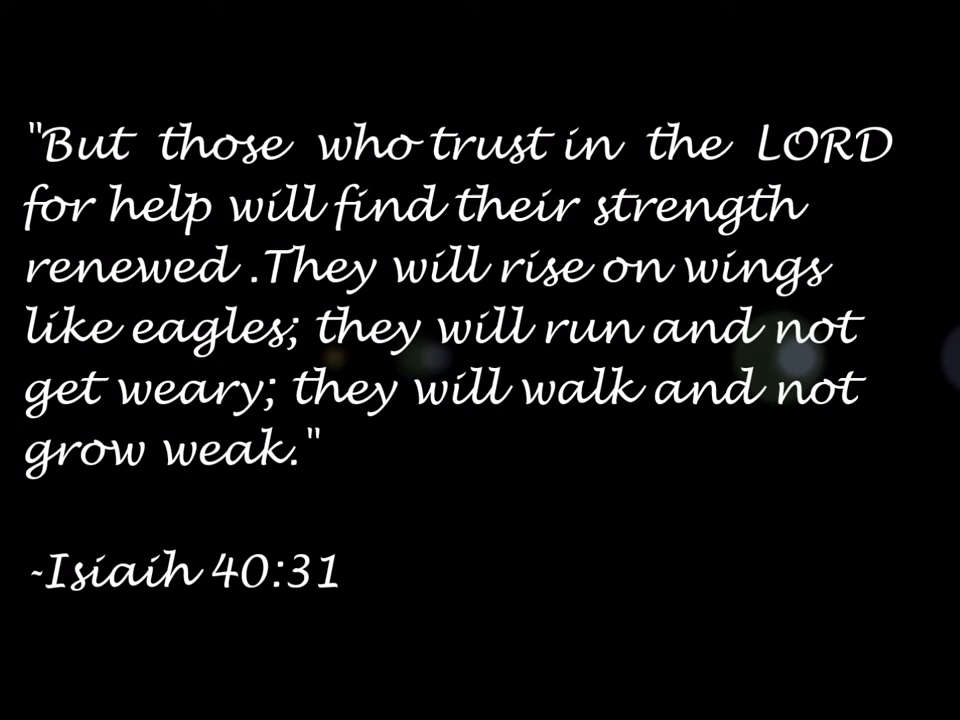 "But those who trust in the LORD
for help will find their strength
renewed .They will rise on wings
like eagles; they will run and not
get weary; they will walk and not
grow weak."
-Isiaih 40:31